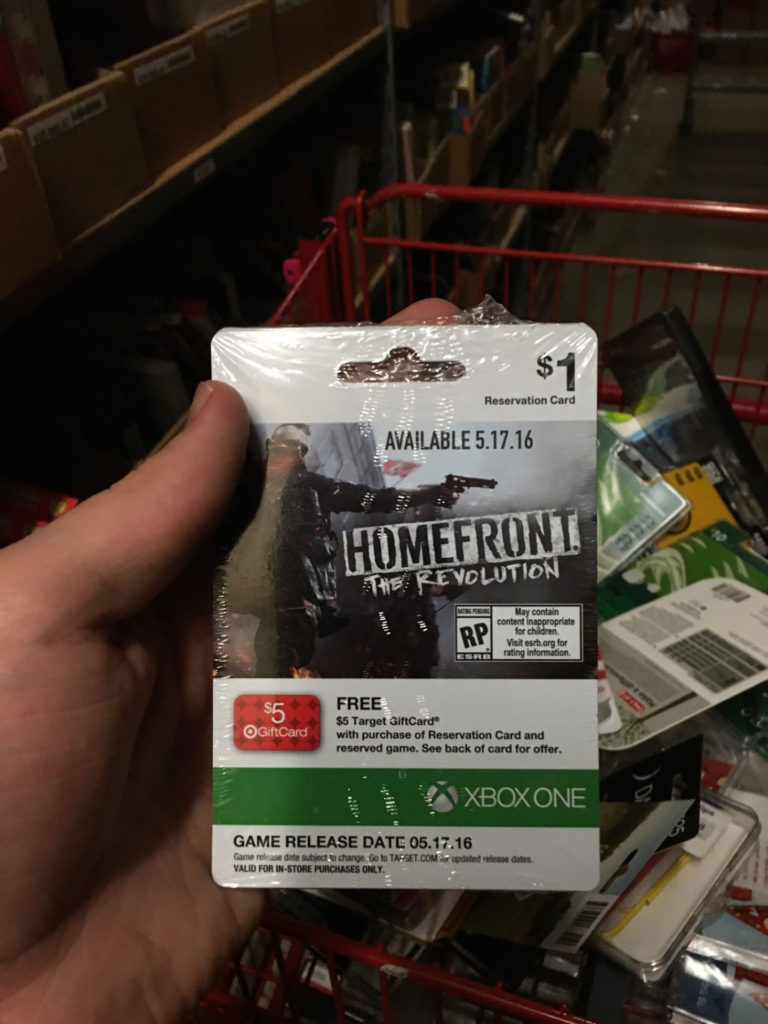 $1
Reservation Card
AVAILABLE 5.17.16
HOMEFRONT
THE REVOLUTION
RATING PENDING
RP
ESRB
May contain
content inappropriate
for children.
Visit esrb.org for
rating information.
$5
GiftCard
FREE
$5 Target GiftCard®
with purchase of Reservation Card and
reserved game. See back of card for offer.
XBOX ONE
GAME RELEASE DATE 05.17.16
Game release date subject to change. Go to TARGET.COM for updated release dates.
VALID FOR IN-STORE PURCHASES ONLY.